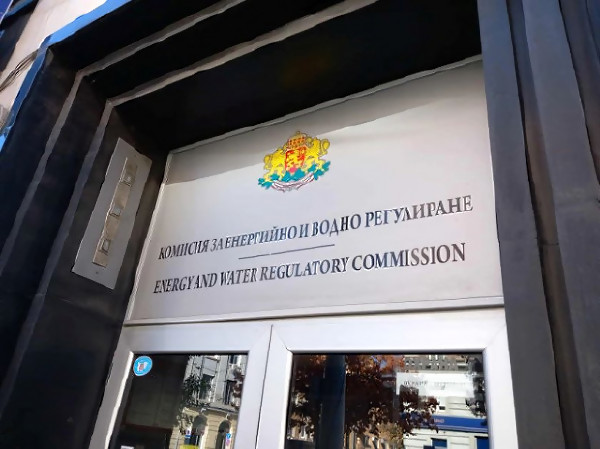 КОМИСИЯ ЗА ЕНЕРГИЙНО И ВОДНО РЕГУЛИРАНЕ
ENERGY AND WATER REGULATORY COMMISSION